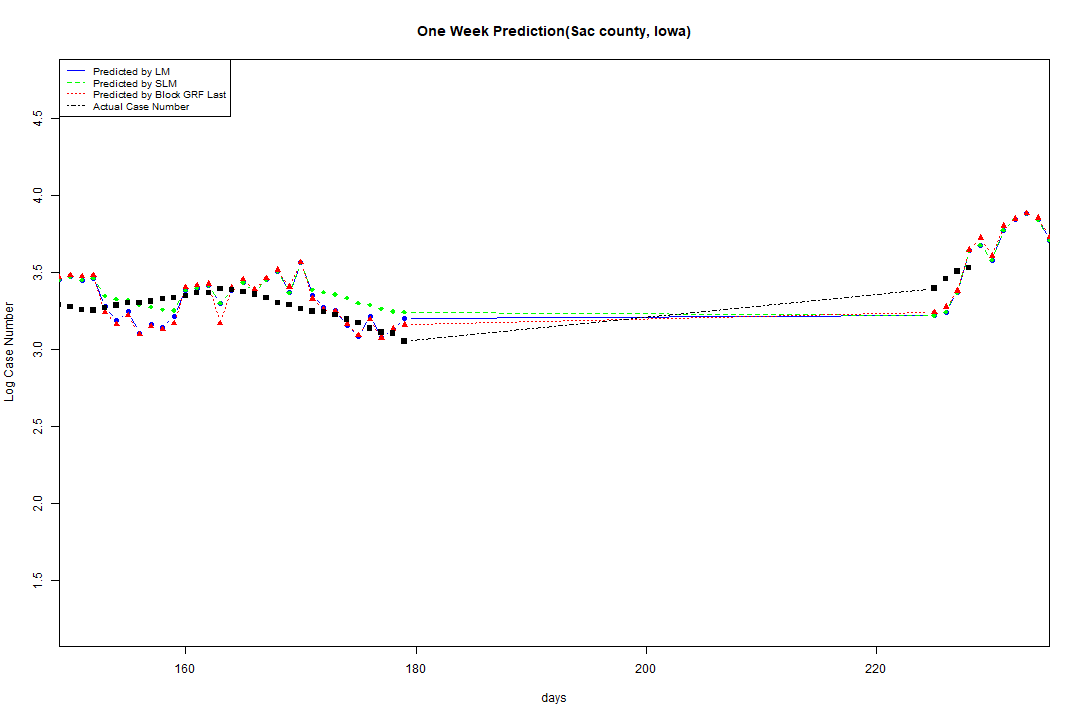 One Week Prediction(Sac county, Iowa)
Predicted by LM
Predicted by SLM
Predicted by Block GRF Last
Actual Case Number
4.5
4.0
3.5
3.0
2.5
2.0
1.5
Log Case Number
160 180 200 220
days